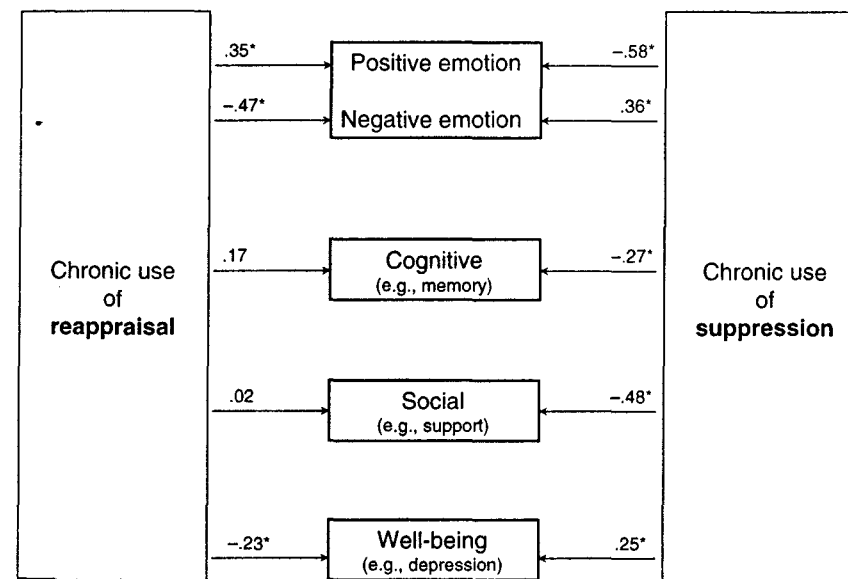 .35*
Positive emotion
–.58*
–.47*
Negative emotion
.36*
Chronic use
of
reappraisal
.17
Cognitive
(e.g., memory)
–.27*
Chronic use
of
suppression
.02
Social
(e.g., support)
–.48*
–.23*
Well-being
(e.g., depression)
.25*